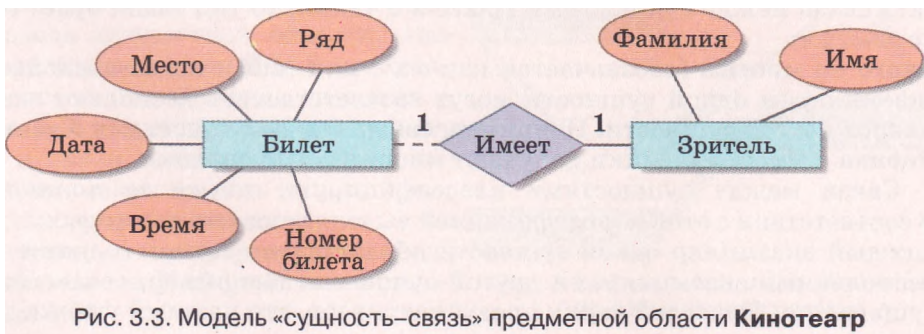 Ряд
Фамилия
Место
Имя
Дата
Билет
1
Имеет
1
Зритель
Время
Номер
билета
Рис. 3.3. Модель «сущность–связь» предметной области Кинотеатр